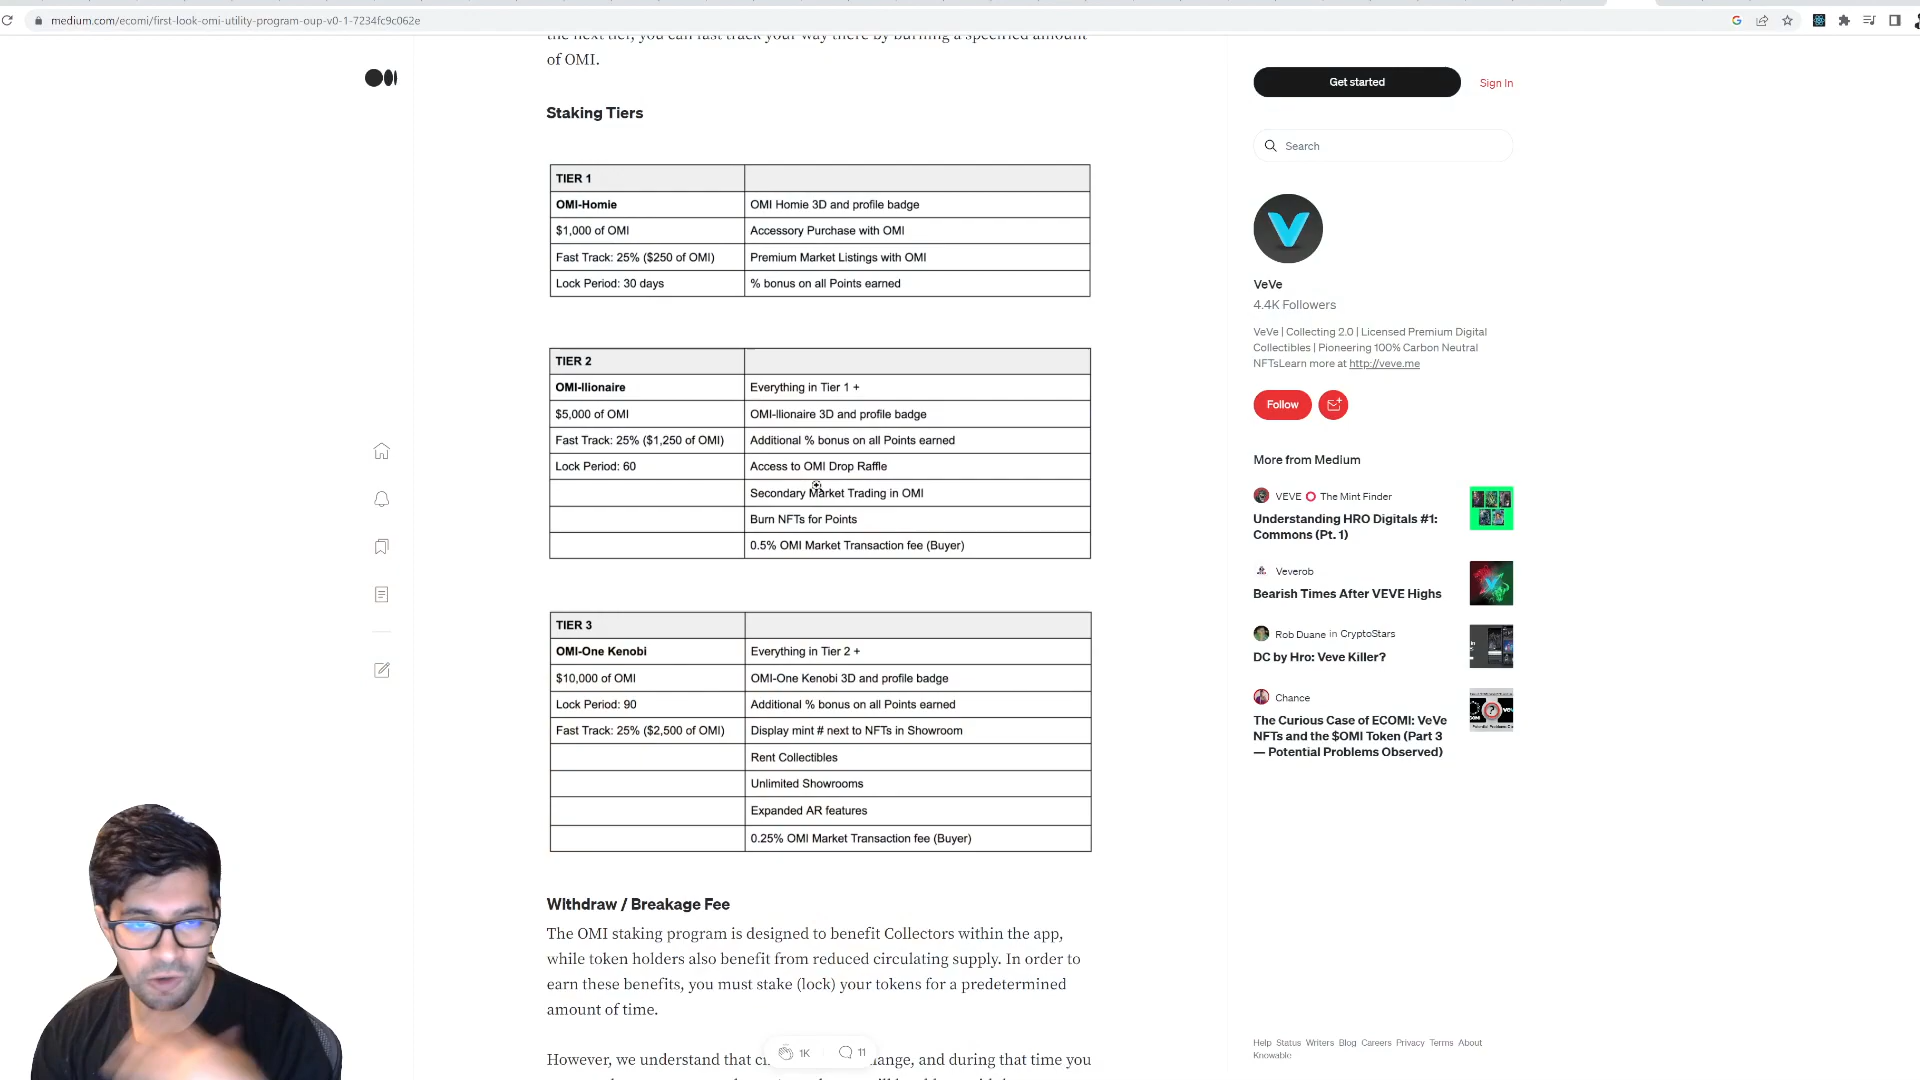 medium.com/ecomi/first-look-omi-utility-program-oup-v0-1-7234fc9c062e
the next tier, you can fast track your way there by burning a specified amount
of OMI.
Get started
Sign In
Staking Tiers
Search
TIER 1
OMI-Homie
OMI Homie 3D and profile badge
$1,000 of OMI
Accessory Purchase with OMI
Fast Track: 25% ($250 of OMI)
Premium Market Listings with OMI
Lock Period: 30 days
% bonus on all Points earned
VeVe
4.4K Followers
VeVe | Collecting 2.0 | Licensed Premium Digital
Collectibles | Pioneering 100% Carbon Neutral
NFTsLearn more at http://veve.me
Follow
TIER 2
OMI-llionaire
Everything in Tier 1 +
$5,000 of OMI
OMI-llionaire 3D and profile badge
Fast Track: 25% ($1,250 of OMI)
Additional % bonus on all Points earned
Lock Period: 60
Access to OMI Drop Raffle
Secondary Market Trading in OMI
Burn NFTs for Points
0.5% OMI Market Transaction fee (Buyer)
More from Medium
VEVE The Mint Finder
Understanding HRO Digitals #1:
Commons (Pt. 1)
Veverob
Bearish Times After VEVE Highs
Rob Duane in CryptoStars
DC by Hro: Veve Killer?
Chance
The Curious Case of ECOMI: VeVe
NFTs and the $OMI Token (Part 3
— Potential Problems Observed)
TIER 3
OMI-One Kenobi
Everything in Tier 2 +
$10,000 of OMI
OMI-One Kenobi 3D and profile badge
Lock Period: 90
Additional % bonus on all Points earned
Fast Track: 25% ($2,500 of OMI)
Display mint # next to NFTs in Showroom
Rent Collectibles
Unlimited Showrooms
Expanded AR features
0.25% OMI Market Transaction fee (Buyer)
Withdraw / Breakage Fee
The OMI staking program is designed to benefit Collectors within the app,
while token holders also benefit from reduced circulating supply. In order to
earn these benefits, you must stake (lock) your tokens for a predetermined
amount of time.
However, we understand that and during that time you
1K
11
Help Status Writers Blog Careers Privacy Terms About
Knowable